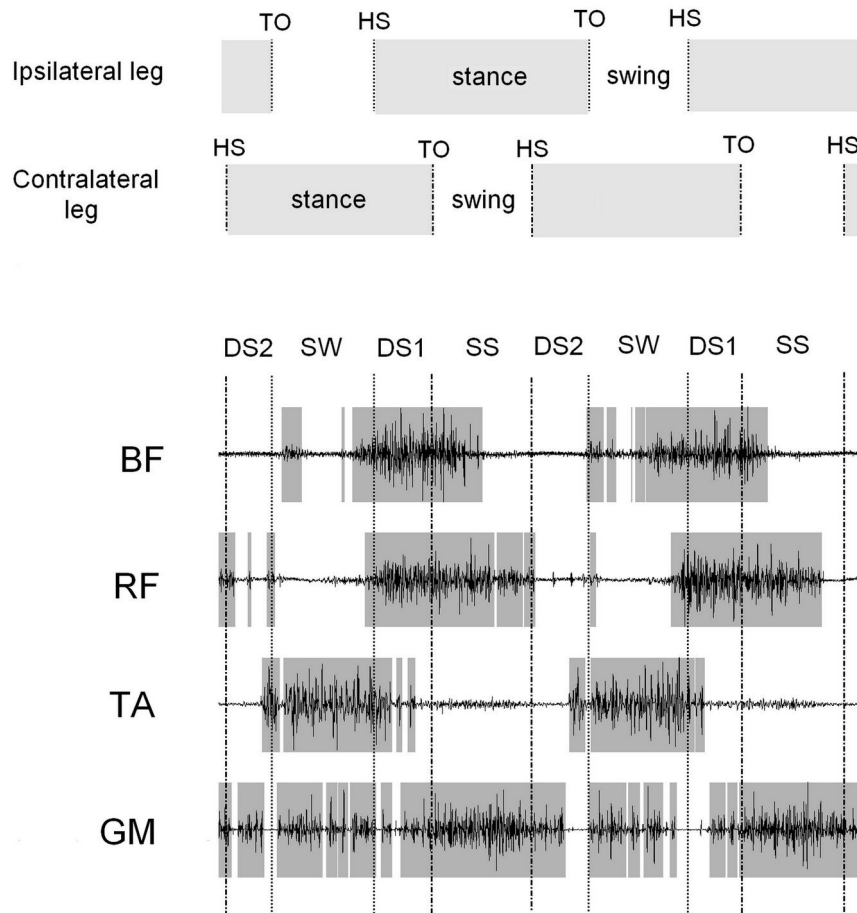 TO HS TO HS
Ipsilateral leg stance swing
HS TO HS TO HS
Contralateral leg stance swing
DS2 SW DS1 SS DS2 SW DS1 SS
BF
RF
TA
GM